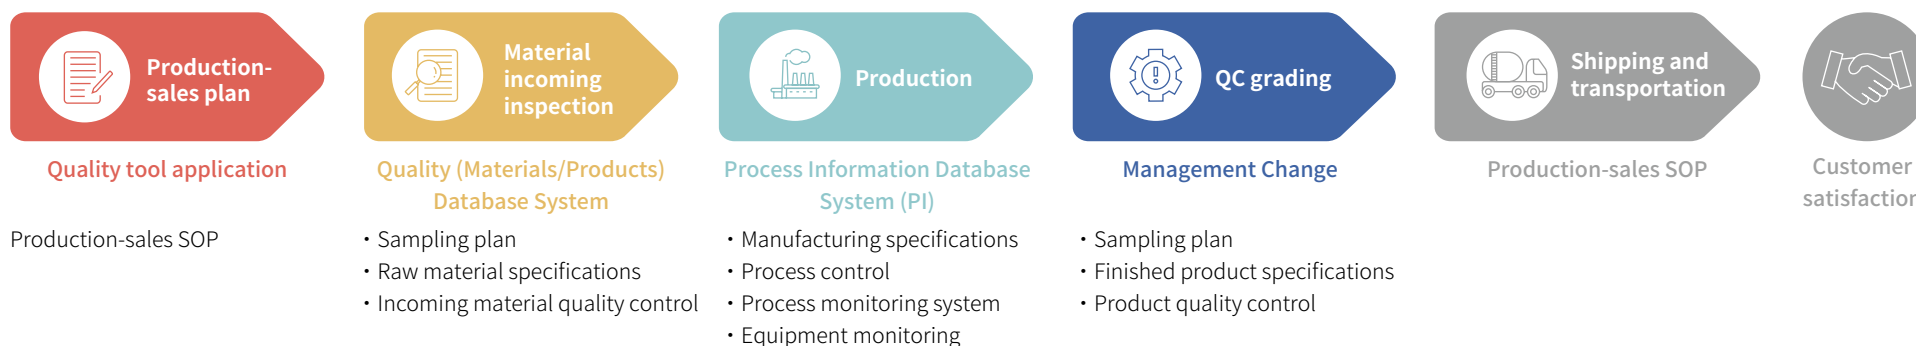 Production-
sales plan
Material
incoming
inspection
Production
QC grading
Shipping and
transportation
Quality tool application
Quality (Materials/Products)
Database System
Process Information Database
System (PI)
Management Change
Production-sales SOP
Customer
satisfaction
Production-sales SOP
・Sampling plan
・Raw material specifications
・Incoming material quality control
・Manufacturing specifications
・Process control
・Process monitoring system
・Equipment monitoring
・Sampling plan
・Finished product specifications
・Product quality control